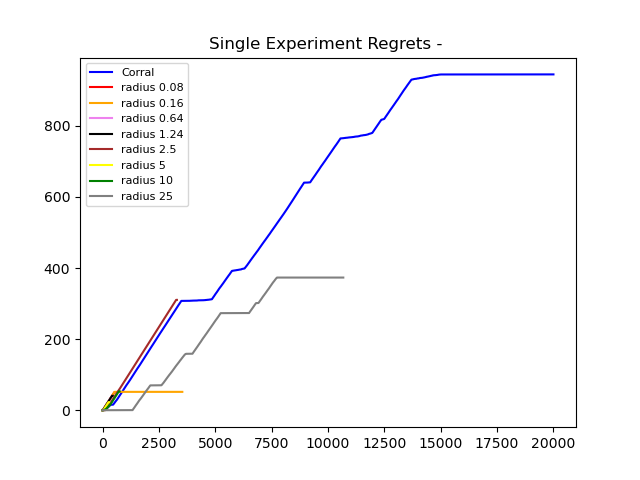 Single Experiment Regrets -
Corral
radius 0.08
radius 0.16
radius 0.64
radius 1.24
radius 2.5
radius 5
radius 10
radius 25
800
600
400
200
0
0 2500 5000 7500 10000 12500 15000 17500 20000